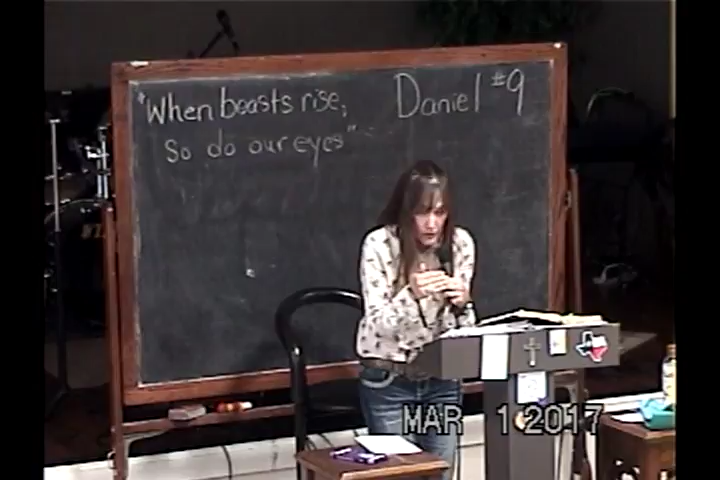 "When beasts rise,
So do our eyes"
Daniel #9
MAR 1 2017